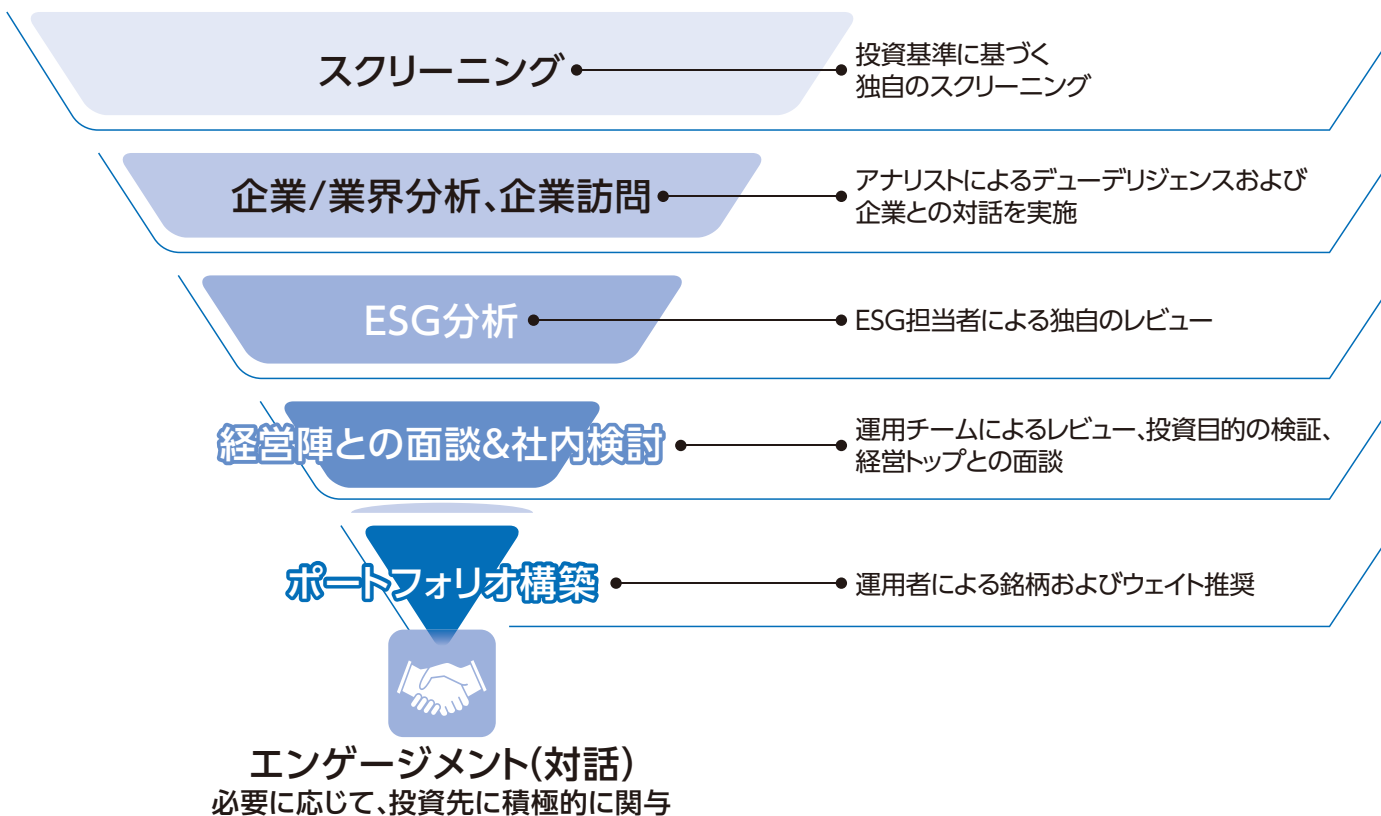 スクリーニング
投資基準に基づく
独自のスクリーニング
企業/業界分析、企業訪問
アナリストによるデューデリジェンスおよび
企業との対話を実施
ESG分析
ESG担当者による独自のレビュー
経営陣との面談&社内検討
運用チームによるレビュー、投資目的の検証、
経営トップとの面談
ポートフォリオ構築
運用者による銘柄およびウェイト推奨
エンゲージメント(対話)
必要に応じて、投資先に積極的に関与